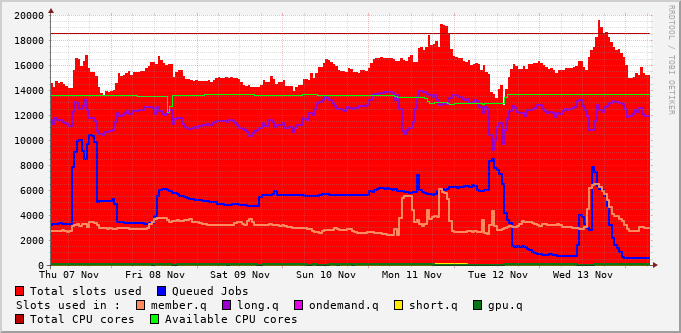 20000
18000
16000
14000
12000
10000
8000
6000
4000
2000
0
Thu 07 Nov Fri 08 Nov Sat 09 Nov Sun 10 Nov Mon 11 Nov Tue 12 Nov Wed 13 Nov
Total slots used Queued Jobs
Slots used in : member.q long.q ondemand.q short.q gpu.q
Total CPU cores Available CPU cores
RRDTOOL / TOBI OETIKER